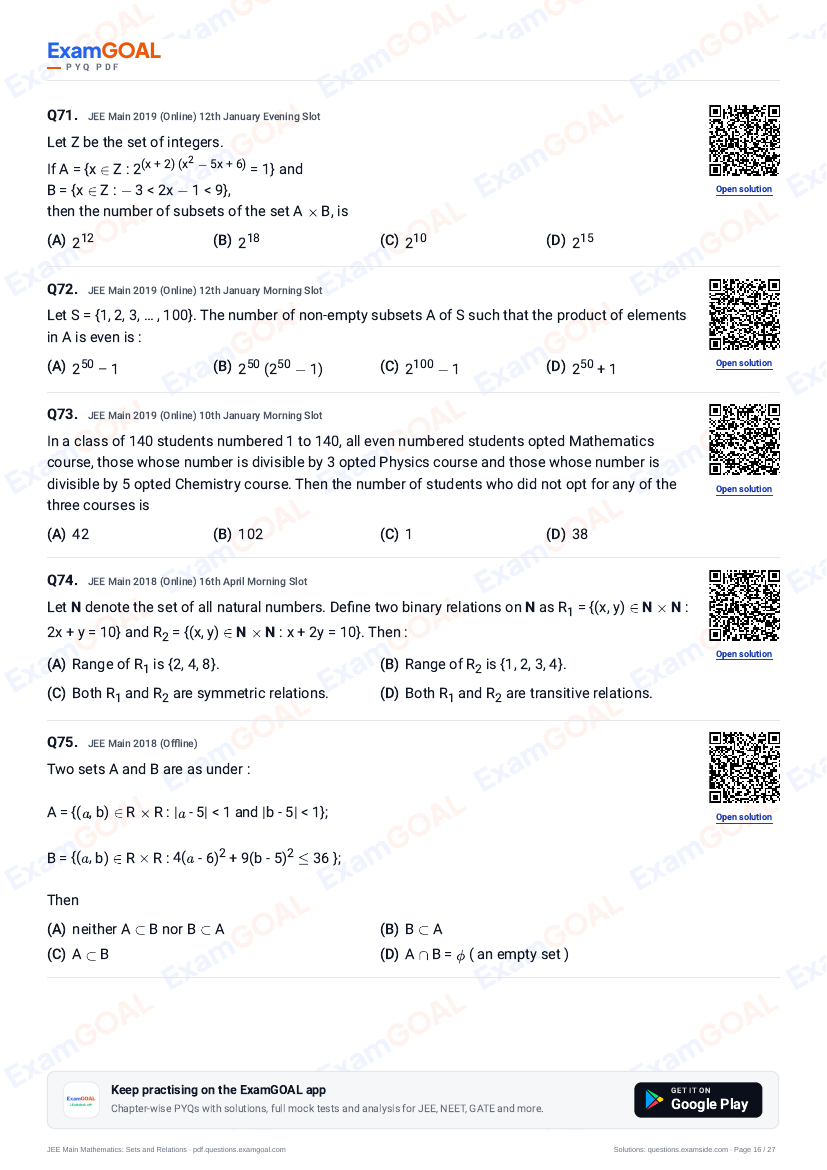 ExamGOAL
PYQ PDF
Q71. JEE Main 2019 (Online) 12th January Evening Slot
Let Z be the set of integers.
If A = {x ∈ Z : 2^{(x + 2) (x^2 − 5x + 6)} = 1} and
B = {x ∈ Z : − 3 < 2x − 1 < 9},
then the number of subsets of the set A × B, is
(A) 2^{12} (B) 2^{18} (C) 2^{10} (D) 2^{15}
Open solution
Q72. JEE Main 2019 (Online) 12th January Morning Slot
Let S = {1, 2, 3, … , 100}. The number of non-empty subsets A of S such that the product of elements
in A is even is :
(A) 2^{50} – 1 (B) 2^{50} (2^{50} − 1) (C) 2^{100} − 1 (D) 2^{50} + 1
Open solution
Q73. JEE Main 2019 (Online) 10th January Morning Slot
In a class of 140 students numbered 1 to 140, all even numbered students opted Mathematics
course, those whose number is divisible by 3 opted Physics course and those whose number is
divisible by 5 opted Chemistry course. Then the number of students who did not opt for any of the
three courses is
(A) 42 (B) 102 (C) 1 (D) 38
Open solution
Q74. JEE Main 2018 (Online) 16th April Morning Slot
Let N denote the set of all natural numbers. Define two binary relations on N as R_1 = {(x, y) ∈ N × N :
2x + y = 10} and R_2 = {(x, y) ∈ N × N : x + 2y = 10}. Then :
(A) Range of R_1 is {2, 4, 8}. (B) Range of R_2 is {1, 2, 3, 4}.
(C) Both R_1 and R_2 are symmetric relations. (D) Both R_1 and R_2 are transitive relations.
Open solution
Q75. JEE Main 2018 (Offline)
Two sets A and B are as under :
A = {(a, b) ∈ R × R : |a - 5| < 1 and |b - 5| < 1};
B = {(a, b) ∈ R × R : 4(a - 6)^2 + 9(b - 5)^2 ≤ 36 };
Then
(A) neither A ⊂ B nor B ⊂ A (B) B ⊂ A
(C) A ⊂ B (D) A ∩ B = ϕ ( an empty set )
Open solution
ExamGOAL
Keep practising on the ExamGOAL app
Chapter-wise PYQs with solutions, full mock tests and analysis for JEE, NEET, GATE and more.
GET IT ON
Google Play
JEE Main Mathematics: Sets and Relations · pdf.questions.examgoal.com
Solutions: questions.examside.com · Page 16 / 27